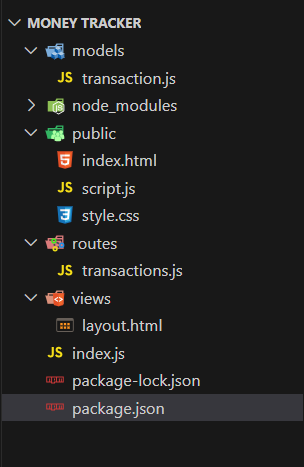 MONEY TRACKER
models
JS transaction.js
node_modules
public
index.html
JS script.js
style.css
routes
JS transactions.js
views
layout.html
JS index.js
package-lock.json
package.json